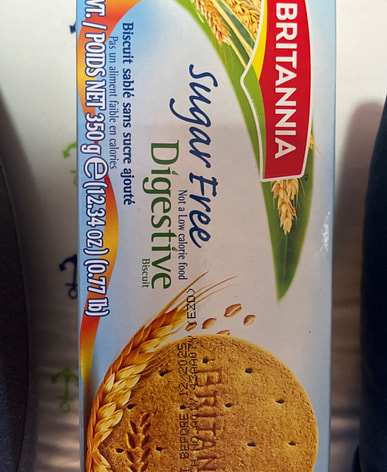 BRITANNIA
Sugar Free
Not a Low calorie food
Digestive
Biscuit
Biscuit sablé sans sucre ajouté
Pas un aliment faible en calories
/ POIDS NET 350 g e (12.34 oz) (0.77 lb)
BRITAN